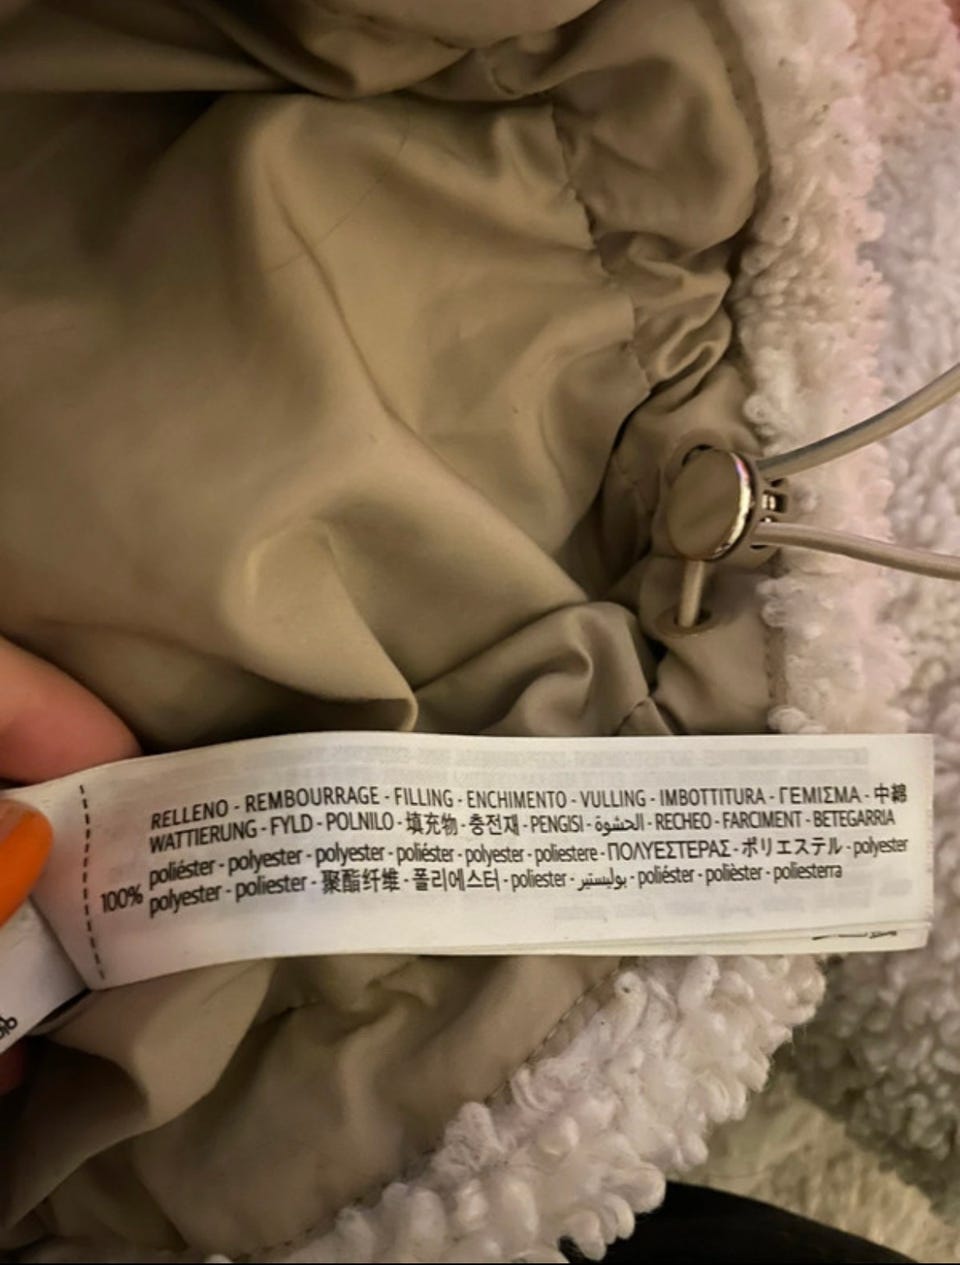 RELLENO - REMBOURRAGE - FILLING - ENCHIMENTO - VULLING - IMBOTTITURA - ΓΕΜΙΣΜΑ - 中綿
WATTIERUNG - FYLD - POLNILO - 填充物 - 충전재 - PENGISI - الحشوة - RECHEO - FARCIMENT - BETEGARRIA
poliéster - polyester - polyester - poliéster - polyester - poliestere - ΠΟΛΥΕΣΤΕΡΑΣ - ポリエステル - polyester
100% polyester - poliester - 聚酯纤维 - 폴리에스터 - poliester - بوليستير - poliéster - polièster - poliesterra